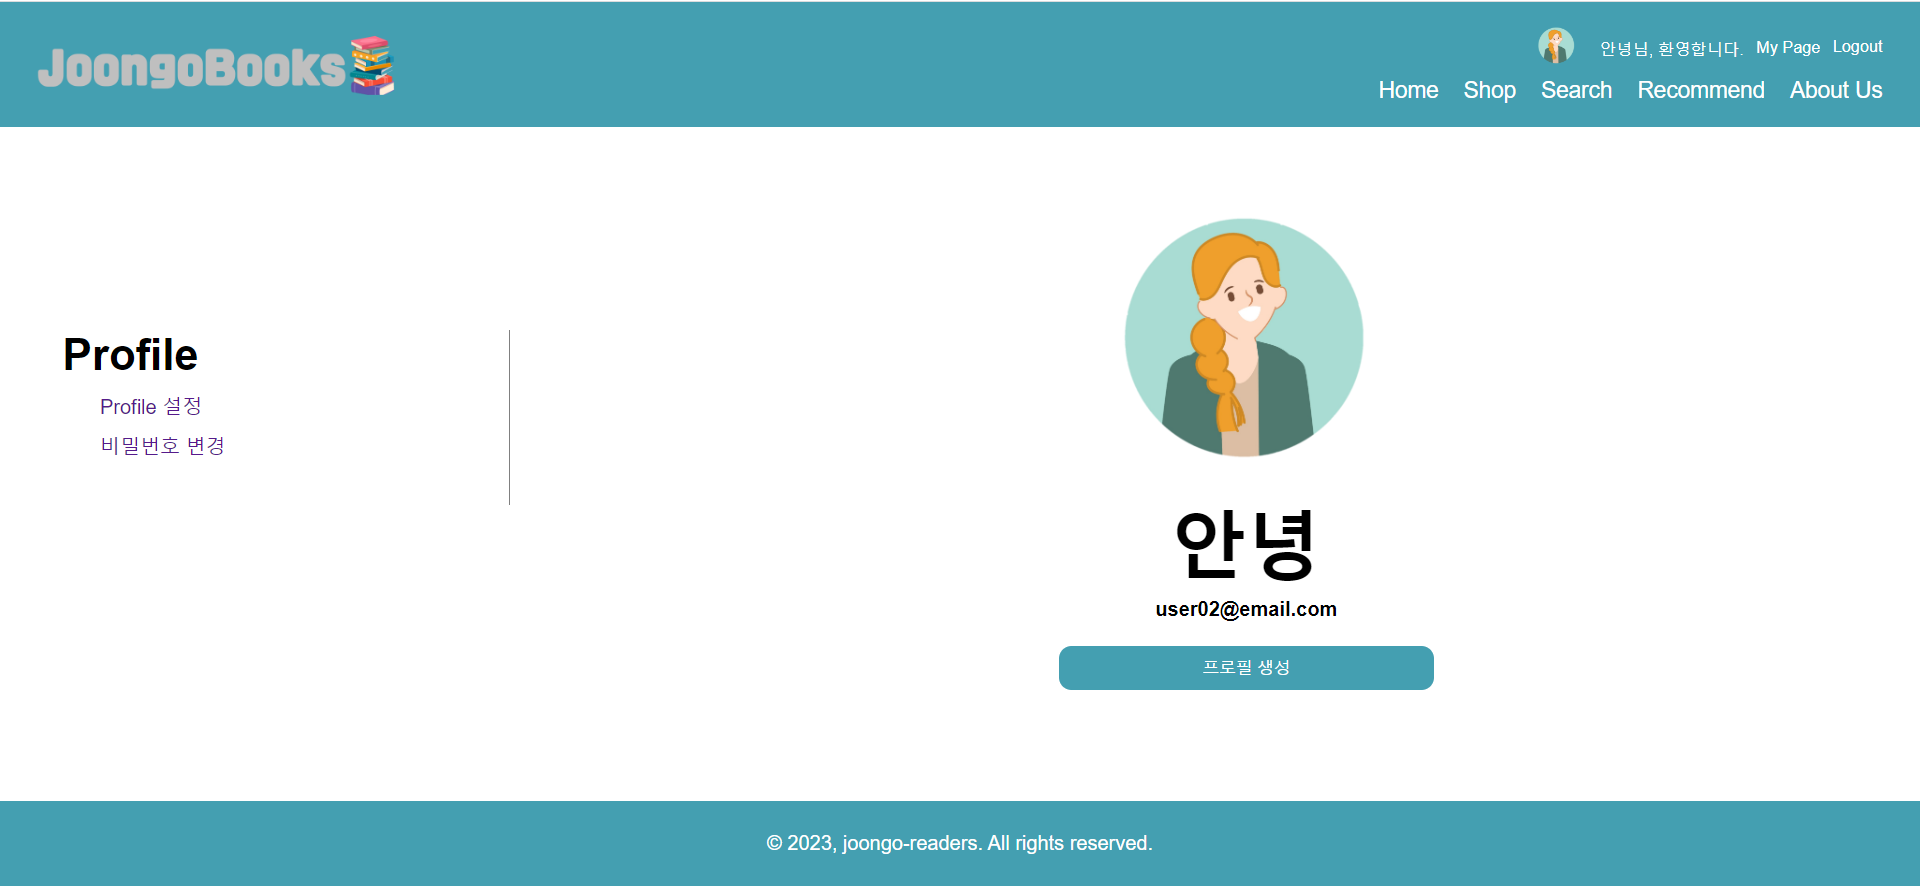 JoongoBooks
안녕님, 환영합니다. My Page Logout
Home Shop Search Recommend About Us
Profile
Profile 설정
비밀번호 변경
안녕
user02@email.com
프로필 생성
© 2023, joongo-readers. All rights reserved.